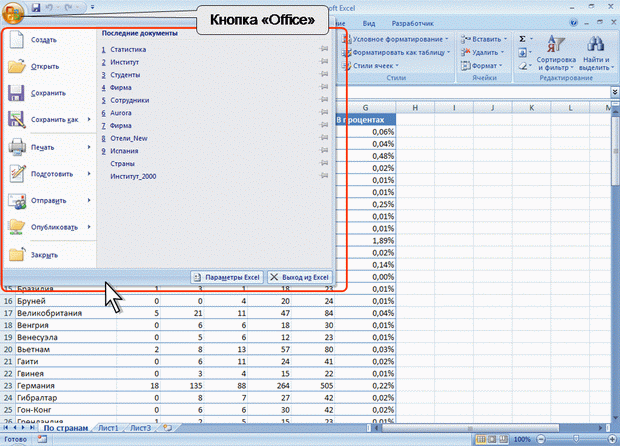 Кнопка «Office»
soft Excel
Вид
Разработчик
Условное форматирование
Форматировать как таблицу
Стили ячеек
Стили
Вставить
Удалить
Формат
Ячейки
Σ
Сортировка и фильтр
Найти и выделить
Редактирование
Создать
Открыть
Сохранить
Сохранить как
Печать
Подготовить
Отправить
Опубликовать
Закрыть
Последние документы
1 Статистика
2 Институт
3 Студенты
4 Фирма
5 Сотрудники
6 Aurora
7 Фирма
8 Отели_New
9 Испания
Страны
Институт_2000
Параметры Excel
Выход из Excel
G H I J K L M
В процентах
0,06%
0,04%
0,48%
0,02%
0,01%
0,01%
0,25%
0,01%
0,01%
1,89%
0,02%
0,14%
0,00%
15 Бразилия 1 3 1 18 23 0,01%
16 Бруней 0 0 4 20 24 0,01%
17 Великобритания 5 21 11 47 84 0,04%
18 Венгрия 0 6 6 18 30 0,01%
19 Венесуэла 0 5 6 12 23 0,01%
20 Вьетнам 2 8 13 57 80 0,03%
21 Гаити 0 6 11 24 41 0,02%
22 Гвинея 0 3 4 15 22 0,01%
23 Германия 18 135 88 264 505 0,22%
24 Гибралтар 0 8 7 27 42 0,02%
25 Гон-Конг 0 6 6 30 42 0,02%
26 Гренландия 1 2 5 15 23 0,01%
По странам Лист1 Лист3
Готово
100%